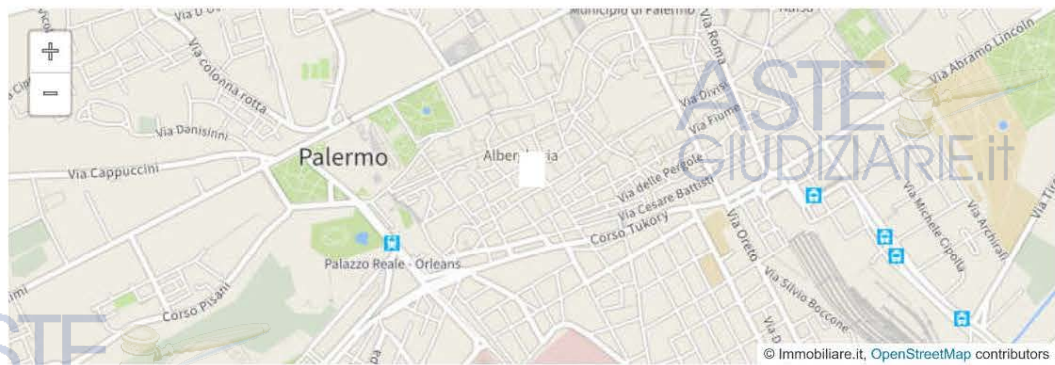 Via D'O
Municipio di Palermo
Via Roma
Via Abramo Lincoln
Via colonna rotta
Via Divisi
Via Fiume
Via Danisinni
ASTE
GIUDIZIARIE.it
Palermo
Via Cappuccini
Via delle Pergole
Via Cesare Battisti
Corso Tukory
Via Michele Cipolla
Via Archirafi
Via Oreto
Palazzo Reale - Orleans
Via Silvio Boccone
Corso Pisani
ASTE
© Immobiliare.it, OpenStreetMap contributors